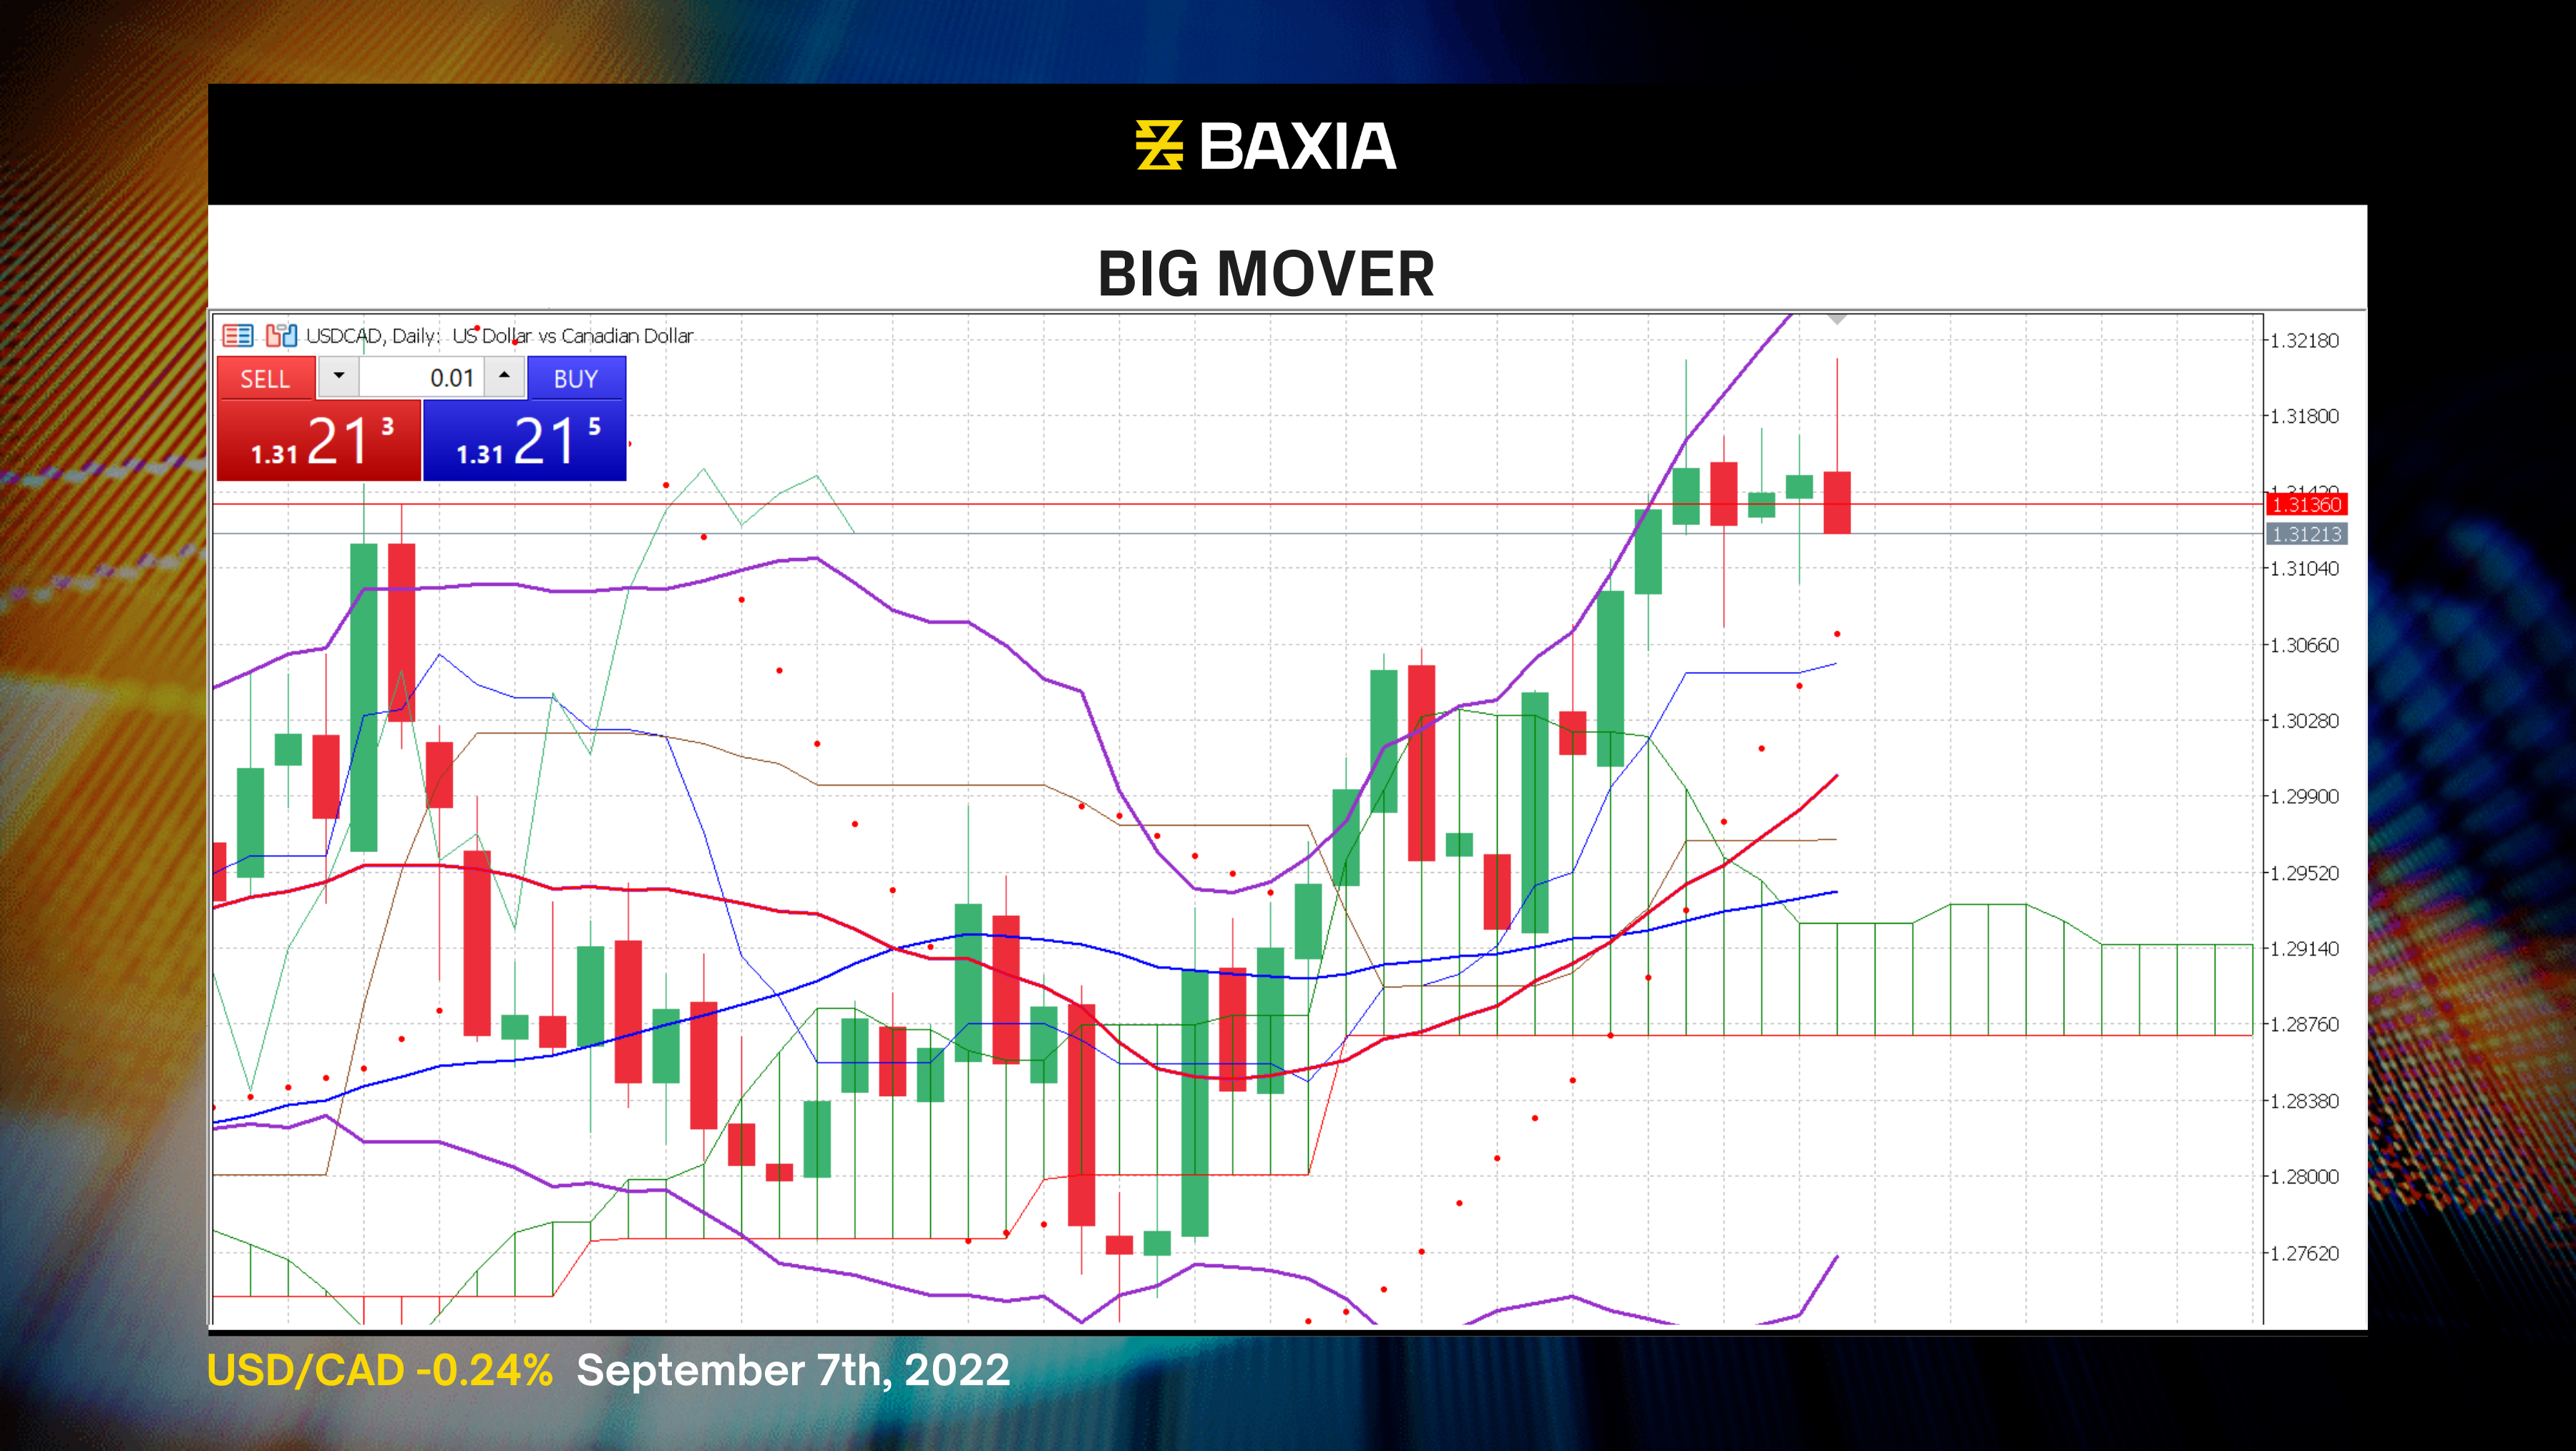 BAXIA
BIG MOVER
USDCAD, Daily: US Dollar vs Canadian Dollar
SELL 0.01 BUY
1.31 21 3 1.31 21 5
1.32180
1.31800
1.31420
1.31360
1.31213
1.31040
1.30660
1.30280
1.29900
1.29520
1.29140
1.28760
1.28380
1.28000
1.27620
USD/CAD -0.24% September 7th, 2022